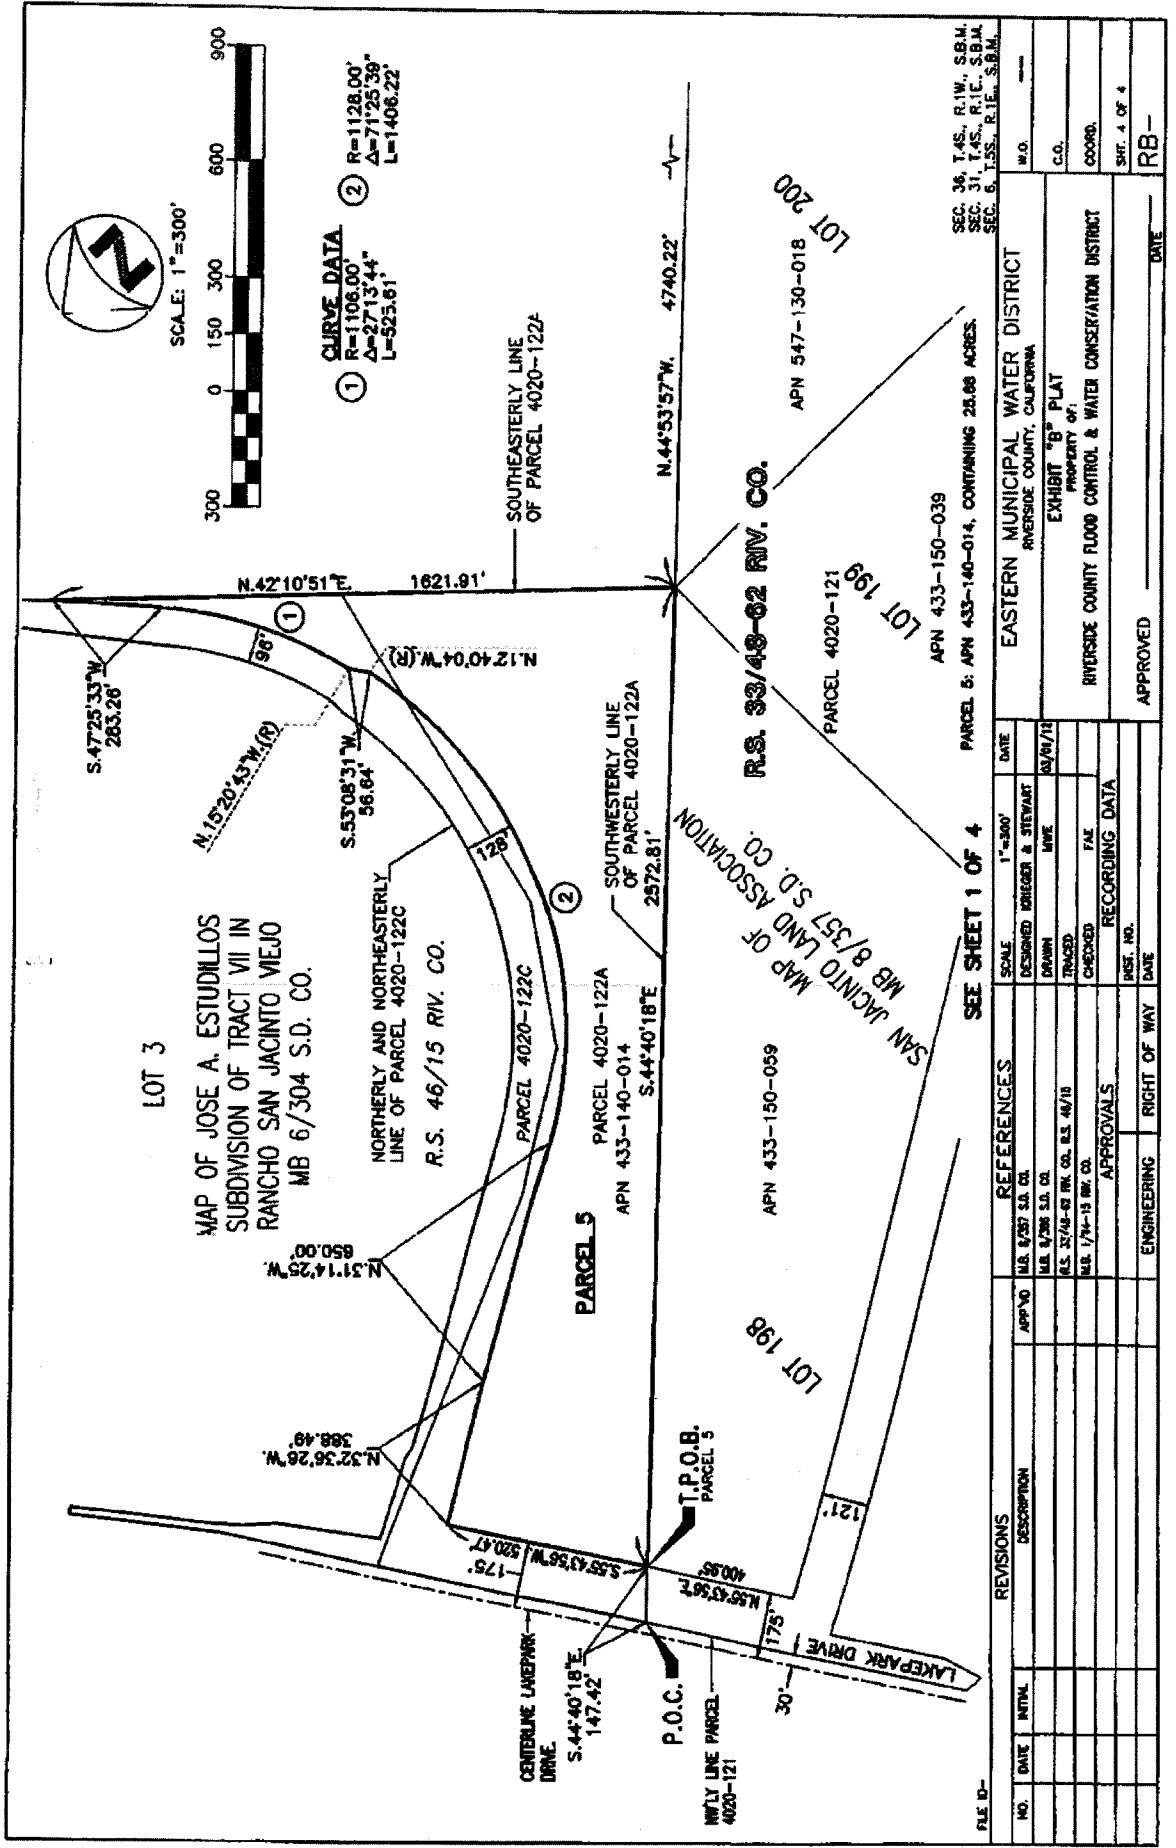 SCALE: 1"=300'
300 0 150 300 600 900
CURVE DATA
1 R=1106.00'
Δ=27°13'44"
L=525.61'
2 R=1128.00'
Δ=71°25'39"
L=1406.22'
LOT 3
MAP OF JOSE A. ESTUDILLOS
SUBDIVISION OF TRACT VII IN
RANCHO SAN JACINTO VIEJO
MB 6/304 S.D. CO.
S.47°25'33"W.
283.26'
N.15°20'43"W.(R)
S.53°08'31"W.
56.64'
N.12°40'04"W.(R)
96'
1
N.42°10'51"E. 1621.91'
SOUTHEASTERLY LINE
OF PARCEL 4020-122A
NORTHERLY AND NORTHEASTERLY
LINE OF PARCEL 4020-122C
R.S. 46/15 RIV. CO.
128'
2
PARCEL 4020-122C
N.31°14'25"W.
650.00'
N.32°36'28"W.
388.49'
PARCEL 5
PARCEL 4020-122A
APN 433-140-014
SOUTHWESTERLY LINE
OF PARCEL 4020-122A
S.44°40'18"E. 2572.81'
N.44°53'57"W. 4740.22'
175'
S.55°43'56"W. 520.47'
CENTERLINE LAKEPARK
DRIVE
S.44°40'18"E.
147.42'
P.O.C.
T.P.O.B.
PARCEL 5
N.55°43'56"E.
400.95'
175'
NW'LY LINE PARCEL
4020-121
30'
LAKEPARK DRIVE
121'
LOT 198
APN 433-150-059
MAP OF
SAN JACINTO LAND ASSOCIATION
MB 8/357 S.D. CO.
R.S. 33/48-62 RIV. CO.
PARCEL 4020-121
LOT 199
APN 433-150-039
APN 547-130-018
LOT 200
SEE SHEET 1 OF 4
PARCEL 5: APN 433-140-014, CONTAINING 25.88 ACRES.
SEC. 36, T.4S., R.1W., S.B.M.
SEC. 31, T.4S., R.1E., S.B.M.
SEC. 6, T.5S., R.1E., S.B.M.
FILE ID-
REVISIONS
NO. DATE INITIAL DESCRIPTION APP'VD
REFERENCES
M.B. 8/357 S.D. CO.
R.S. 33/48-62 RIV. CO., R.S. 46/15
APPROVALS
ENGINEERING RIGHT OF WAY
SCALE 1"=300' DATE
DESIGNED KRIEGER & STEWART
DRAWN MWE
TRACED
CHECKED FAE
RECORDING DATA
INST. NO.
DATE
EASTERN MUNICIPAL WATER DISTRICT
RIVERSIDE COUNTY, CALIFORNIA
EXHIBIT "B" PLAT
PROPERTY OF:
RIVERSIDE COUNTY FLOOD CONTROL & WATER CONSERVATION DISTRICT
APPROVED DATE
W.O. ---
C.O.
COORD.
SHT. 4 OF 4
RB-